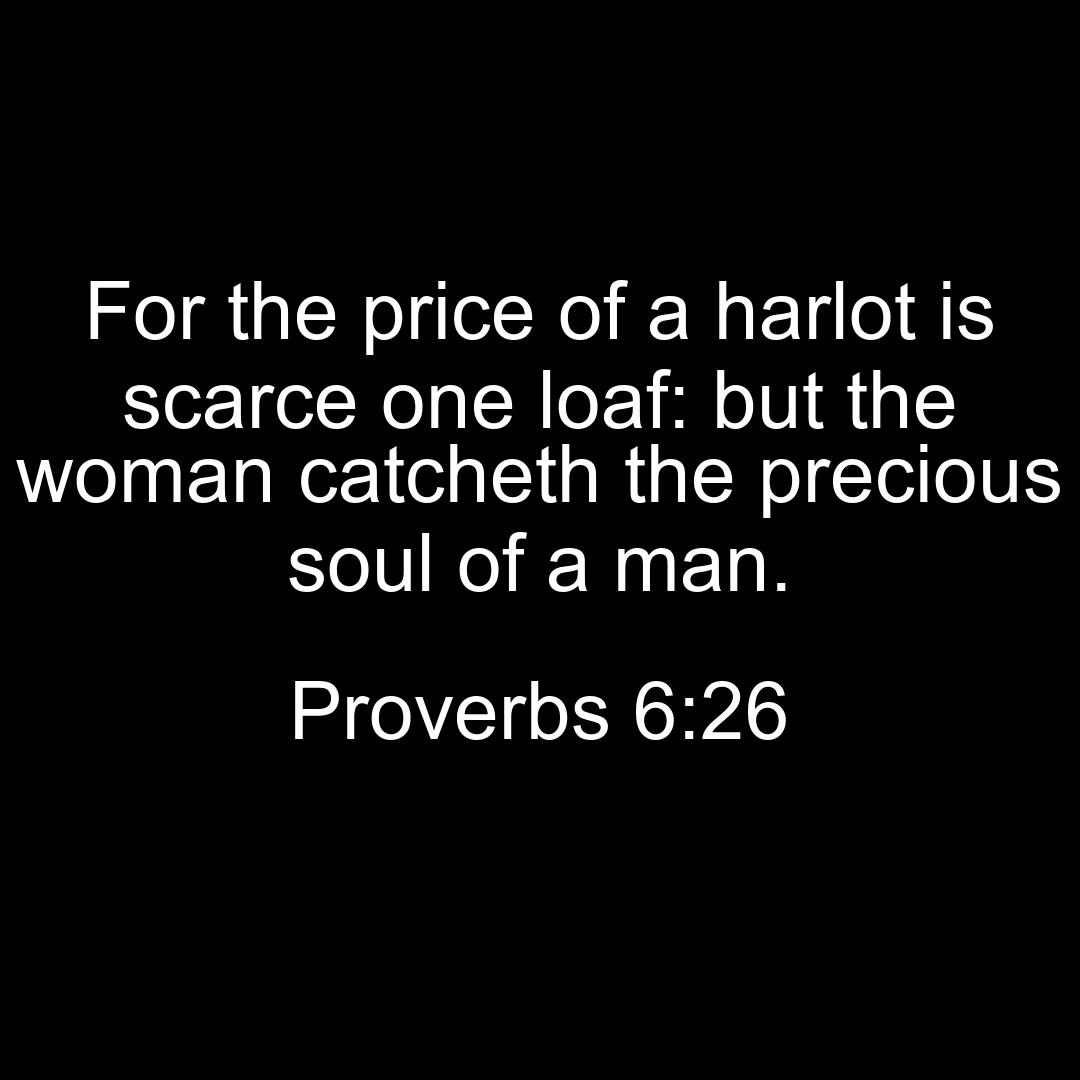 For the price of a harlot is
scarce one loaf: but the
woman catcheth the precious
soul of a man.
Proverbs 6:26